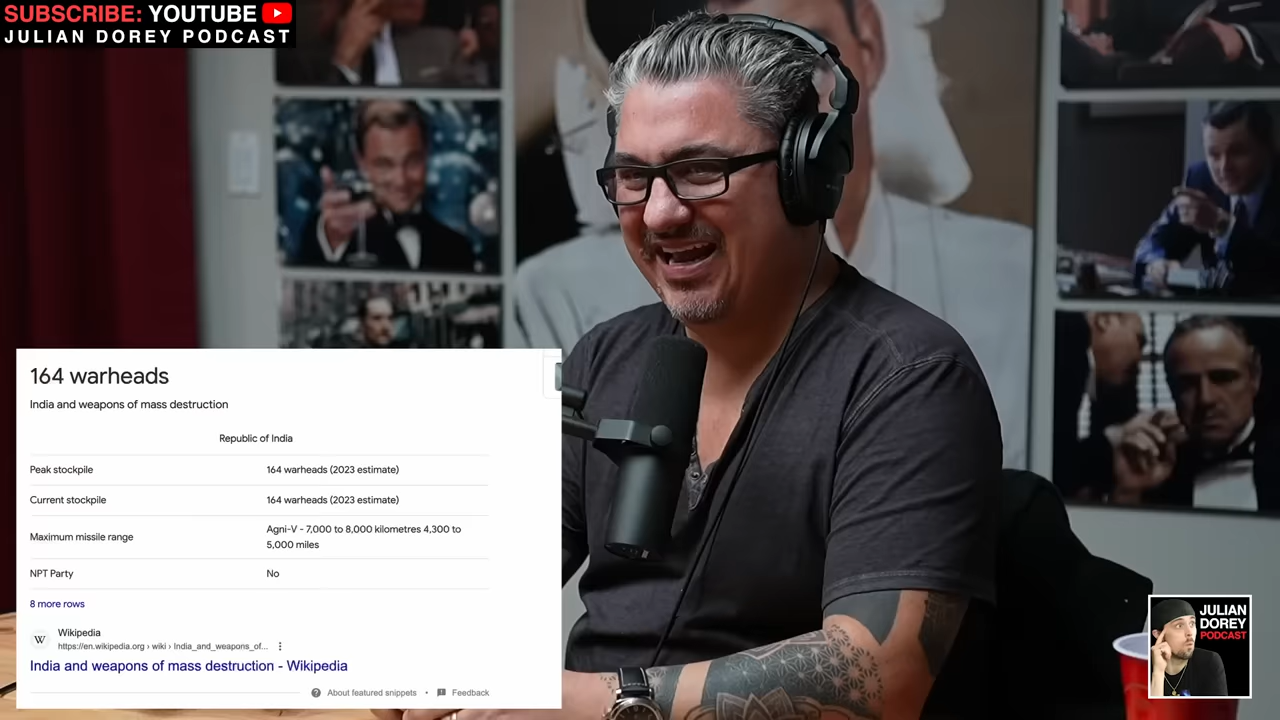 SUBSCRIBE: YOUTUBE
JULIAN DOREY PODCAST
164 warheads
India and weapons of mass destruction
Republic of India
Peak stockpile 164 warheads (2023 estimate)
Current stockpile 164 warheads (2023 estimate)
Maximum missile range Agni-V - 7,000 to 8,000 kilometres 4,300 to
5,000 miles
NPT Party No
8 more rows
W Wikipedia
https://en.wikipedia.org › wiki › India_and_weapons_of...
India and weapons of mass destruction - Wikipedia
About featured snippets • Feedback
JULIAN
DOREY
PODCAST